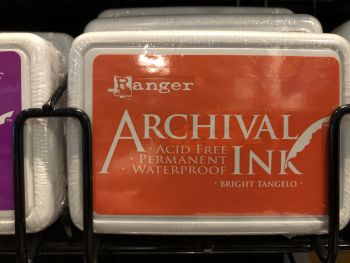 Ranger
ARCHIVAL
· ACID FREE
· PERMANENT
· WATERPROOF
INK
· BRIGHT TANGELO ·